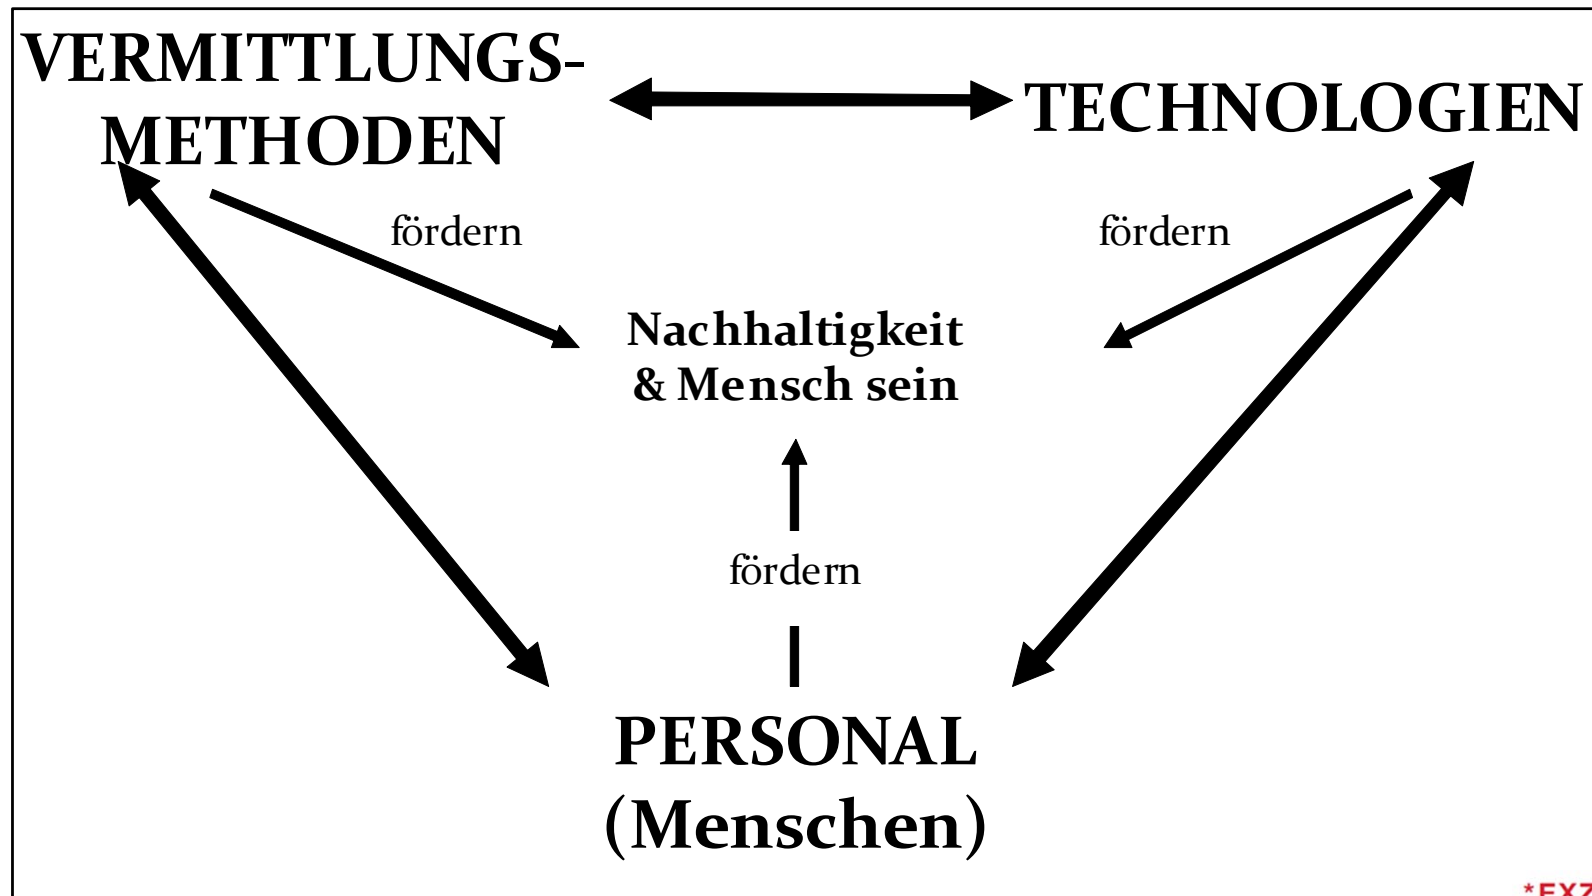 VERMITTLUNGS-
METHODEN
TECHNOLOGIEN
fördern
fördern
Nachhaltigkeit
& Mensch sein
fördern
PERSONAL
(Menschen)